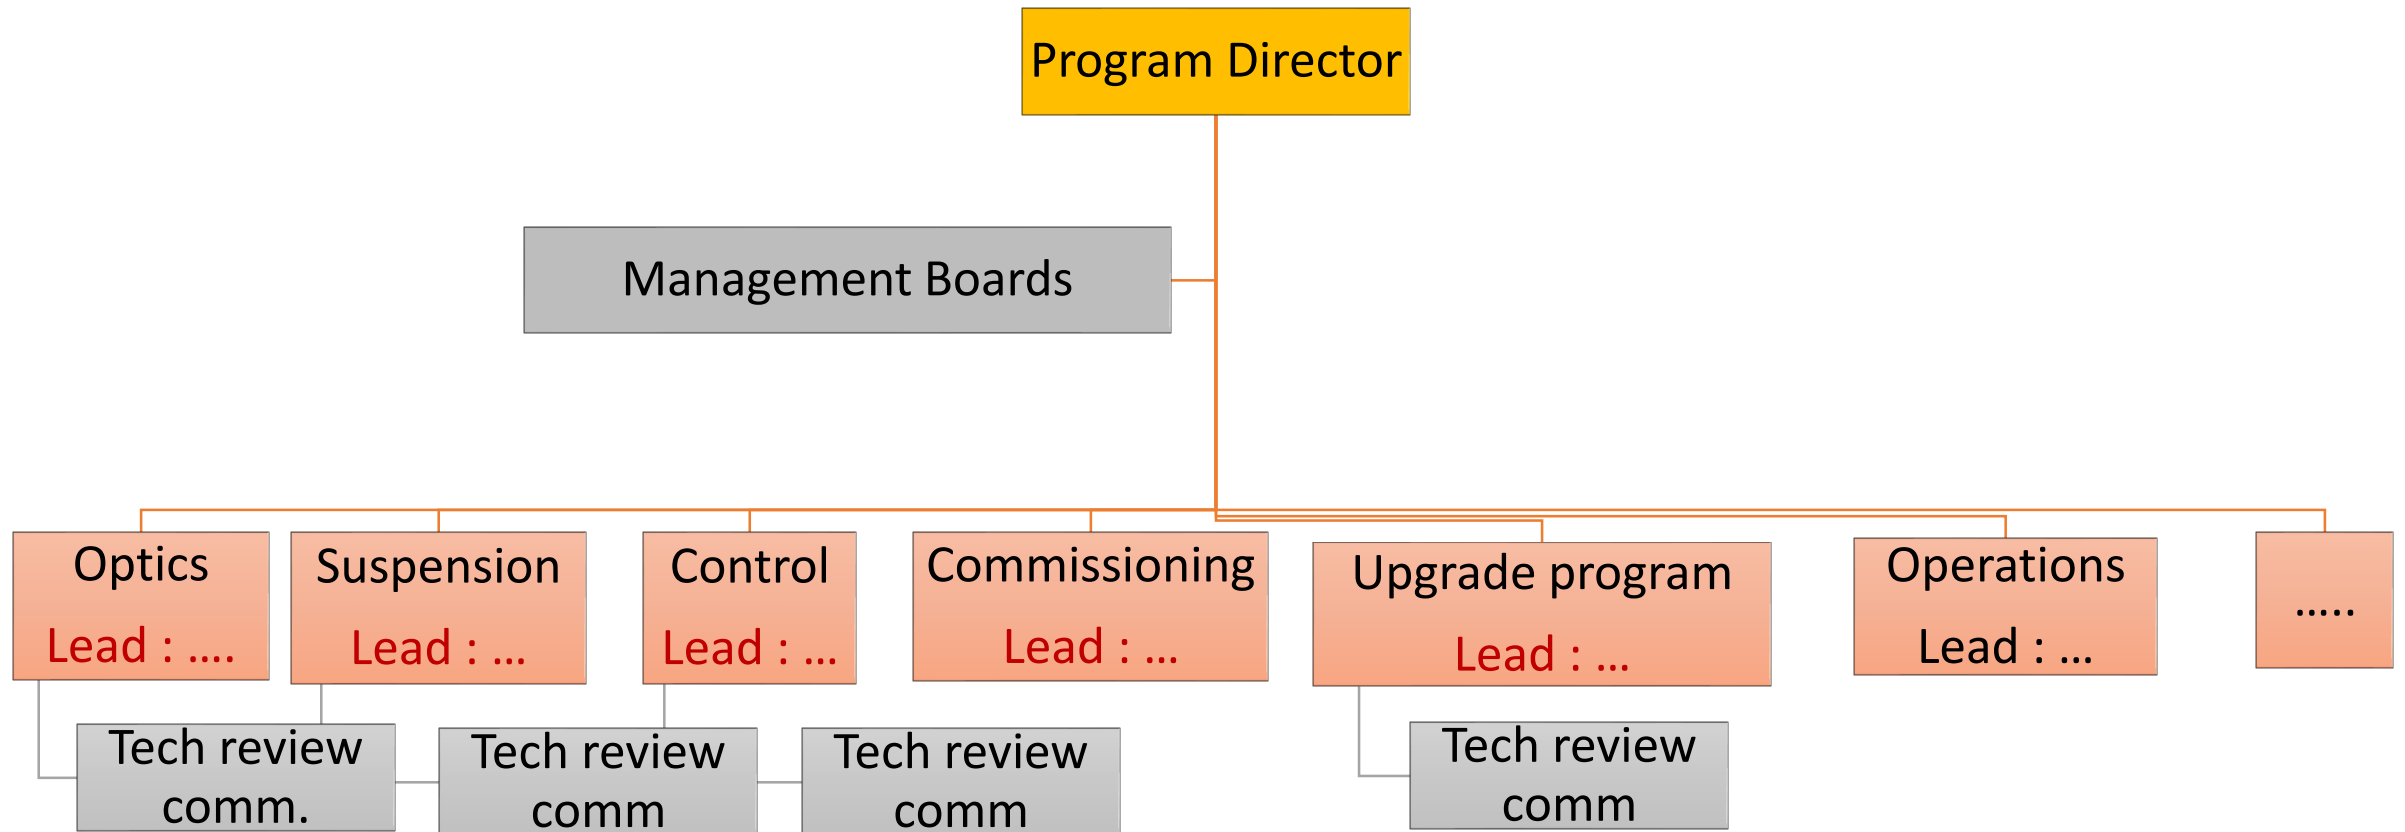 Program Director
Management Boards
Optics
Lead : ....
Suspension
Lead : ...
Control
Lead : ...
Commissioning
Lead : ...
Upgrade program
Lead : ...
Operations
Lead : ...
.....
Tech review
comm.
Tech review
comm
Tech review
comm
Tech review
comm